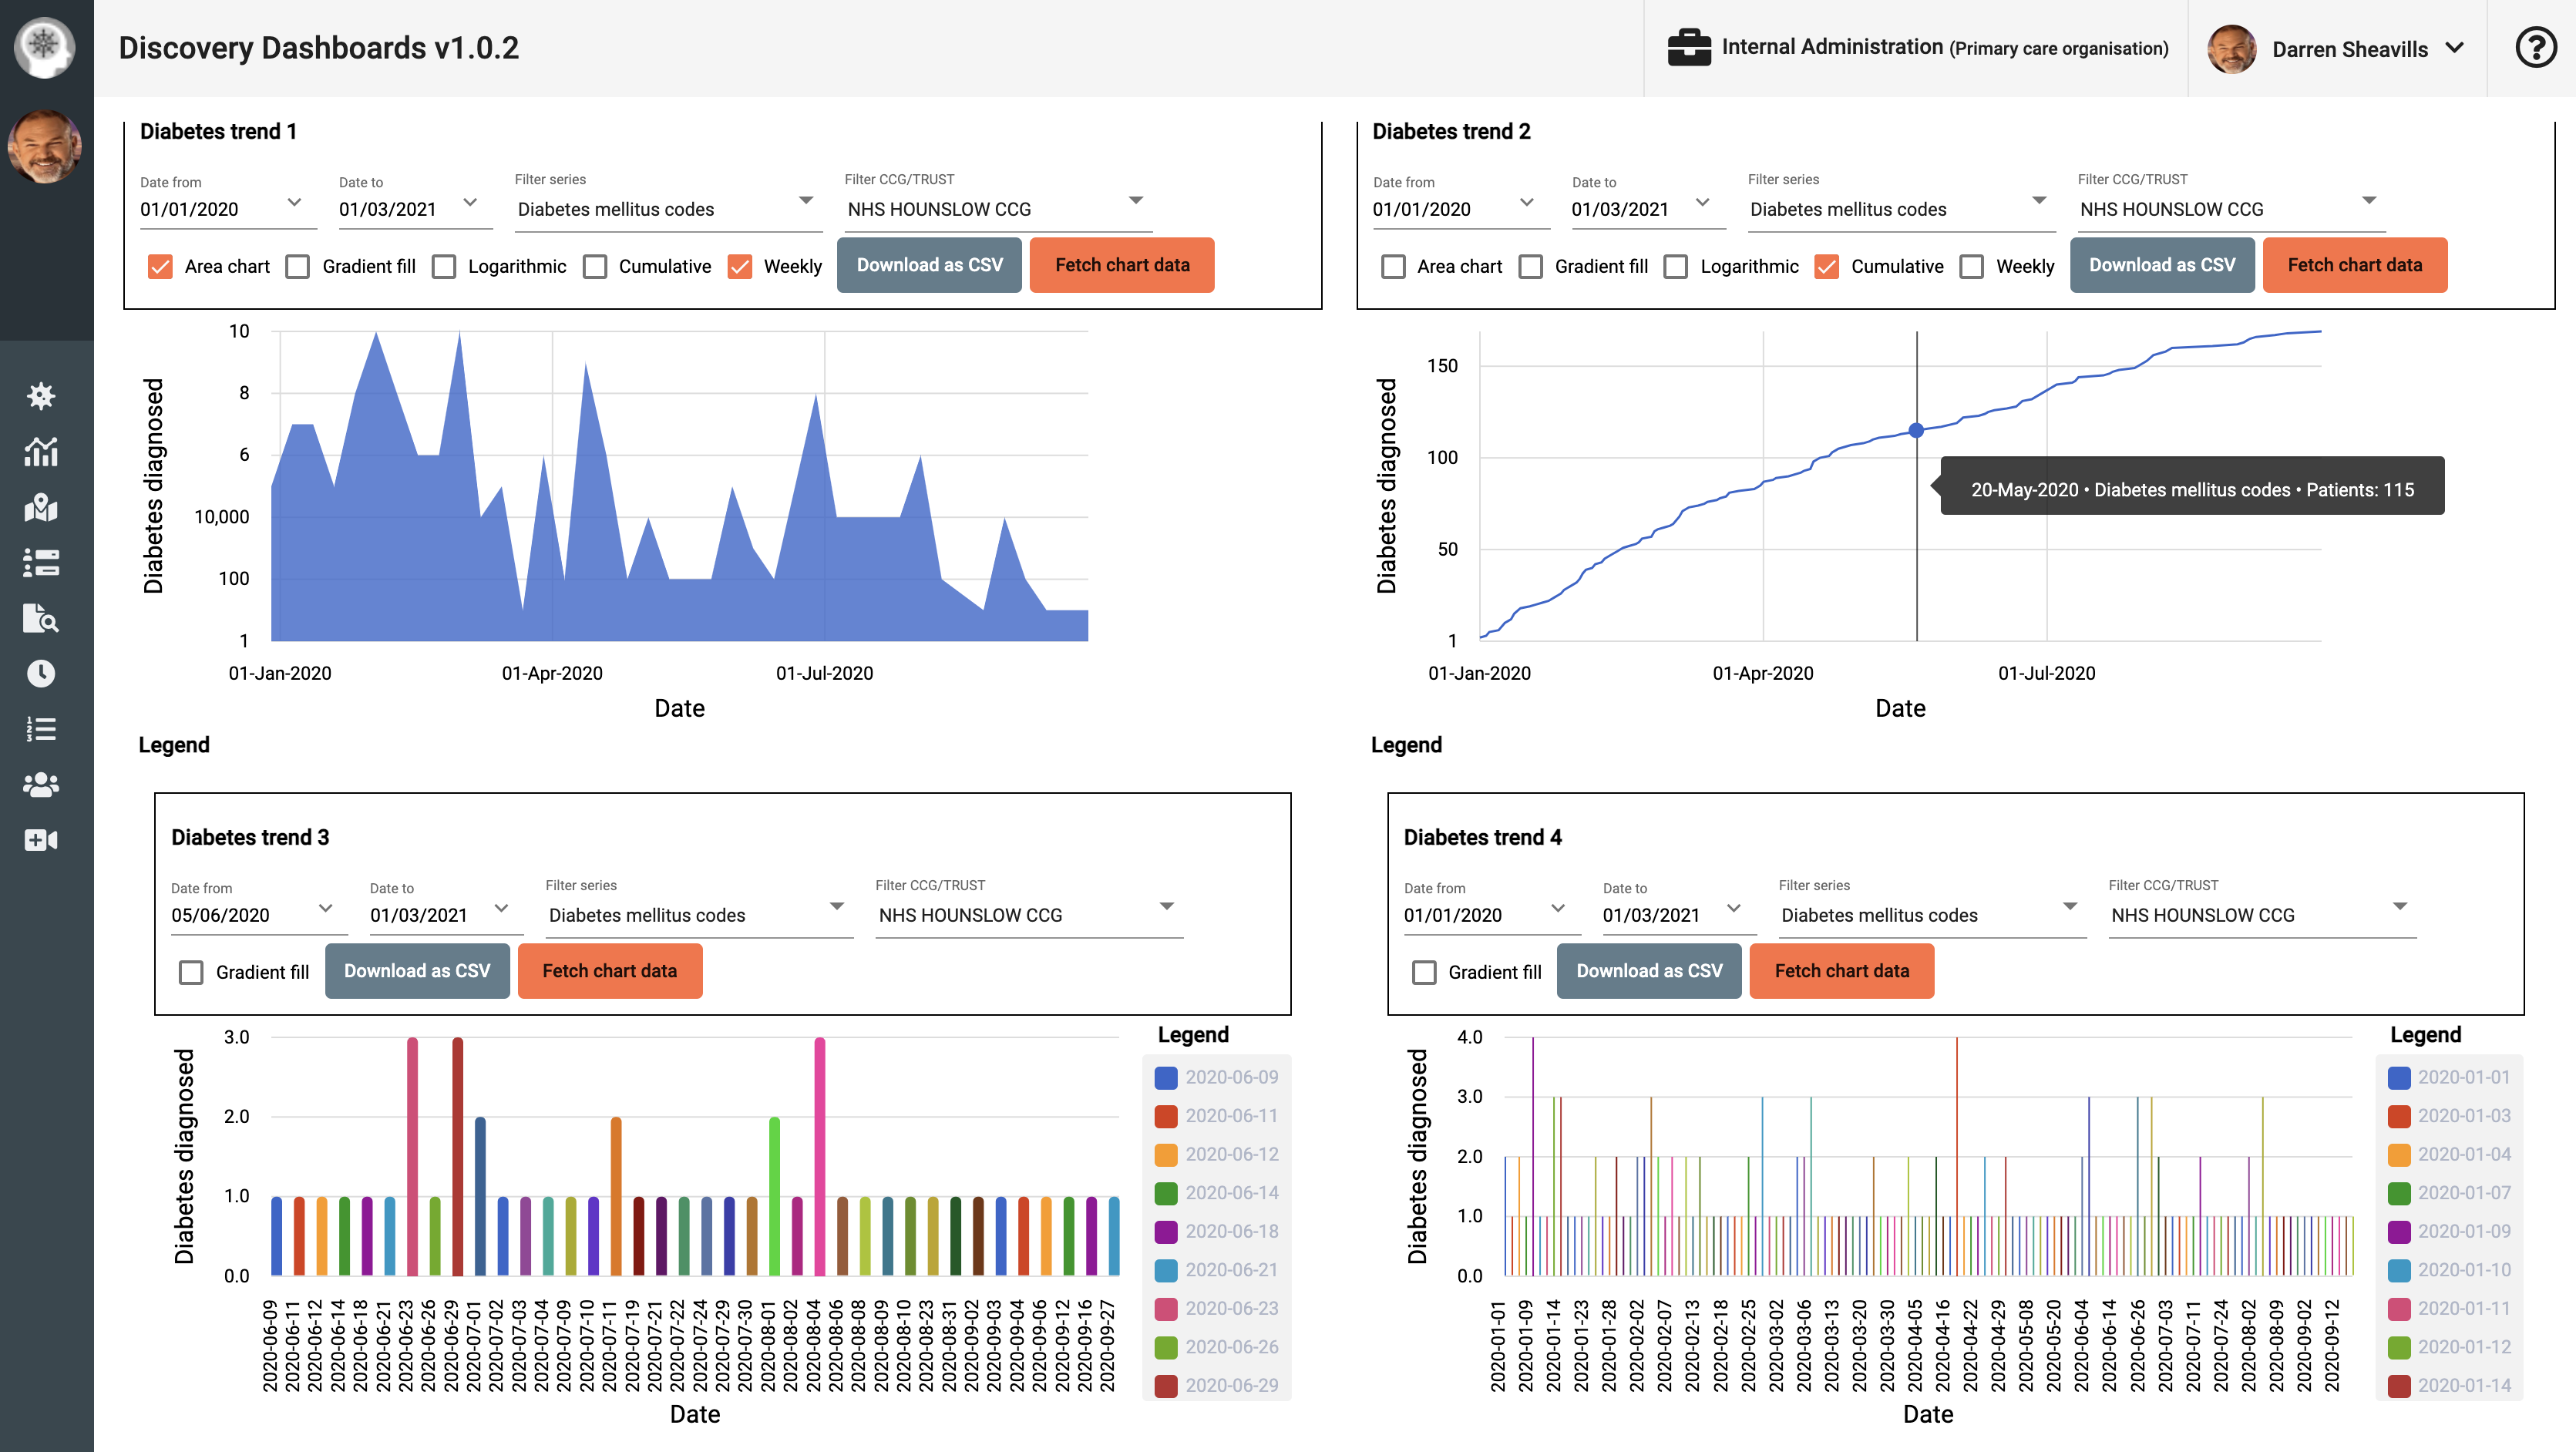 Discovery Dashboards v1.0.2
Internal Administration (Primary care organisation)
Darren Sheavills
Diabetes trend 1
Date from
Date to
Filter series
Filter CCG/TRUST
01/01/2020
01/03/2021
Diabetes mellitus codes
NHS HOUNSLOW CCG
Area chart
Gradient fill
Logarithmic
Cumulative
Weekly
Download as CSV
Fetch chart data
Diabetes diagnosed
10
8
6
10,000
100
1
01-Jan-2020
01-Apr-2020
01-Jul-2020
Date
Legend
Diabetes trend 2
Date from
Date to
Filter series
Filter CCG/TRUST
01/01/2020
01/03/2021
Diabetes mellitus codes
NHS HOUNSLOW CCG
Area chart
Gradient fill
Logarithmic
Cumulative
Weekly
Download as CSV
Fetch chart data
Diabetes diagnosed
150
100
50
1
20-May-2020 • Diabetes mellitus codes • Patients: 115
01-Jan-2020
01-Apr-2020
01-Jul-2020
Date
Legend
Diabetes trend 3
Date from
Date to
Filter series
Filter CCG/TRUST
05/06/2020
01/03/2021
Diabetes mellitus codes
NHS HOUNSLOW CCG
Gradient fill
Download as CSV
Fetch chart data
Diabetes diagnosed
3.0
2.0
1.0
0.0
2020-06-09
2020-06-11
2020-06-12
2020-06-14
2020-06-18
2020-06-21
2020-06-23
2020-06-26
2020-06-29
2020-07-01
2020-07-02
2020-07-03
2020-07-04
2020-07-09
2020-07-10
2020-07-11
2020-07-19
2020-07-21
2020-07-22
2020-07-24
2020-07-29
2020-07-30
2020-08-01
2020-08-02
2020-08-04
2020-08-06
2020-08-08
2020-08-09
2020-08-10
2020-08-23
2020-08-31
2020-09-02
2020-09-03
2020-09-04
2020-09-06
2020-09-12
2020-09-16
2020-09-27
Date
Legend
2020-06-09
2020-06-11
2020-06-12
2020-06-14
2020-06-18
2020-06-21
2020-06-23
2020-06-26
2020-06-29
Diabetes trend 4
Date from
Date to
Filter series
Filter CCG/TRUST
01/01/2020
01/03/2021
Diabetes mellitus codes
NHS HOUNSLOW CCG
Gradient fill
Download as CSV
Fetch chart data
Diabetes diagnosed
4.0
3.0
2.0
1.0
0.0
2020-01-01
2020-01-09
2020-01-14
2020-01-23
2020-01-28
2020-02-02
2020-02-07
2020-02-13
2020-02-18
2020-02-25
2020-03-02
2020-03-06
2020-03-13
2020-03-20
2020-03-30
2020-04-05
2020-04-16
2020-04-22
2020-04-29
2020-05-08
2020-05-20
2020-06-04
2020-06-14
2020-06-26
2020-07-03
2020-07-11
2020-07-24
2020-08-02
2020-08-09
2020-09-02
2020-09-12
Date
Legend
2020-01-01
2020-01-03
2020-01-04
2020-01-07
2020-01-09
2020-01-10
2020-01-11
2020-01-12
2020-01-14